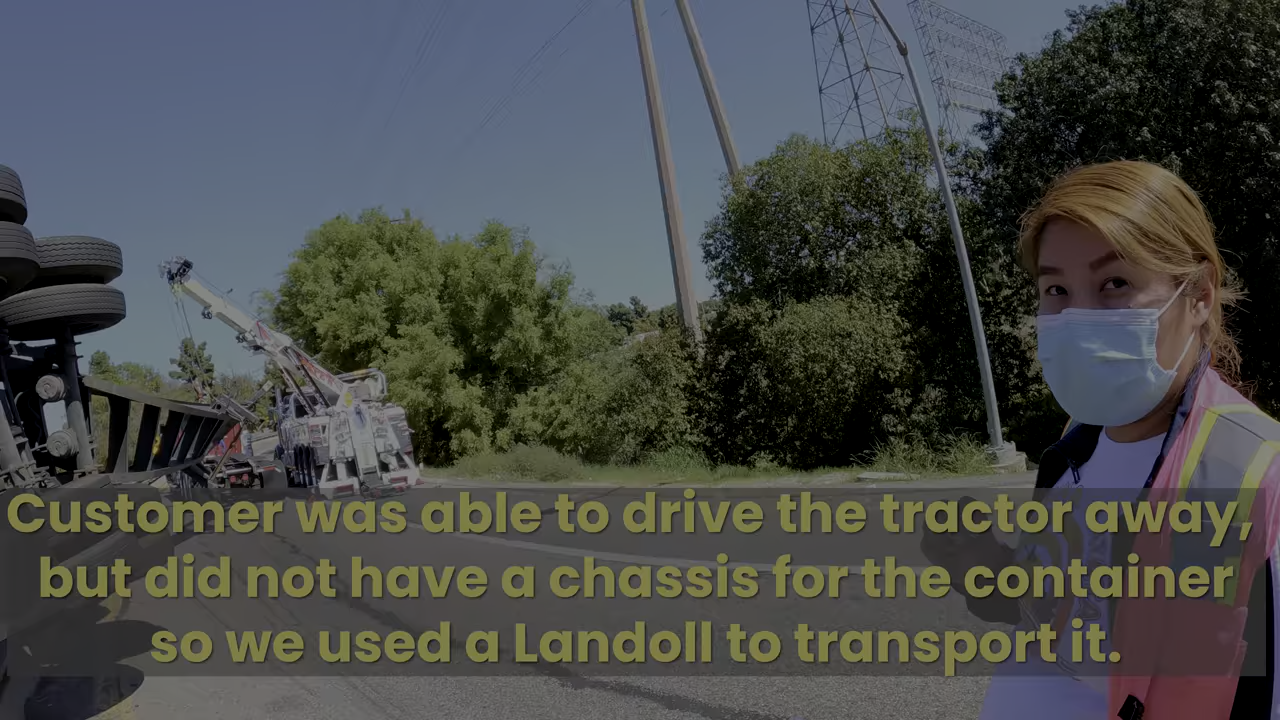 Customer was able to drive the tractor away,
but did not have a chassis for the container
so we used a Landoll to transport it.